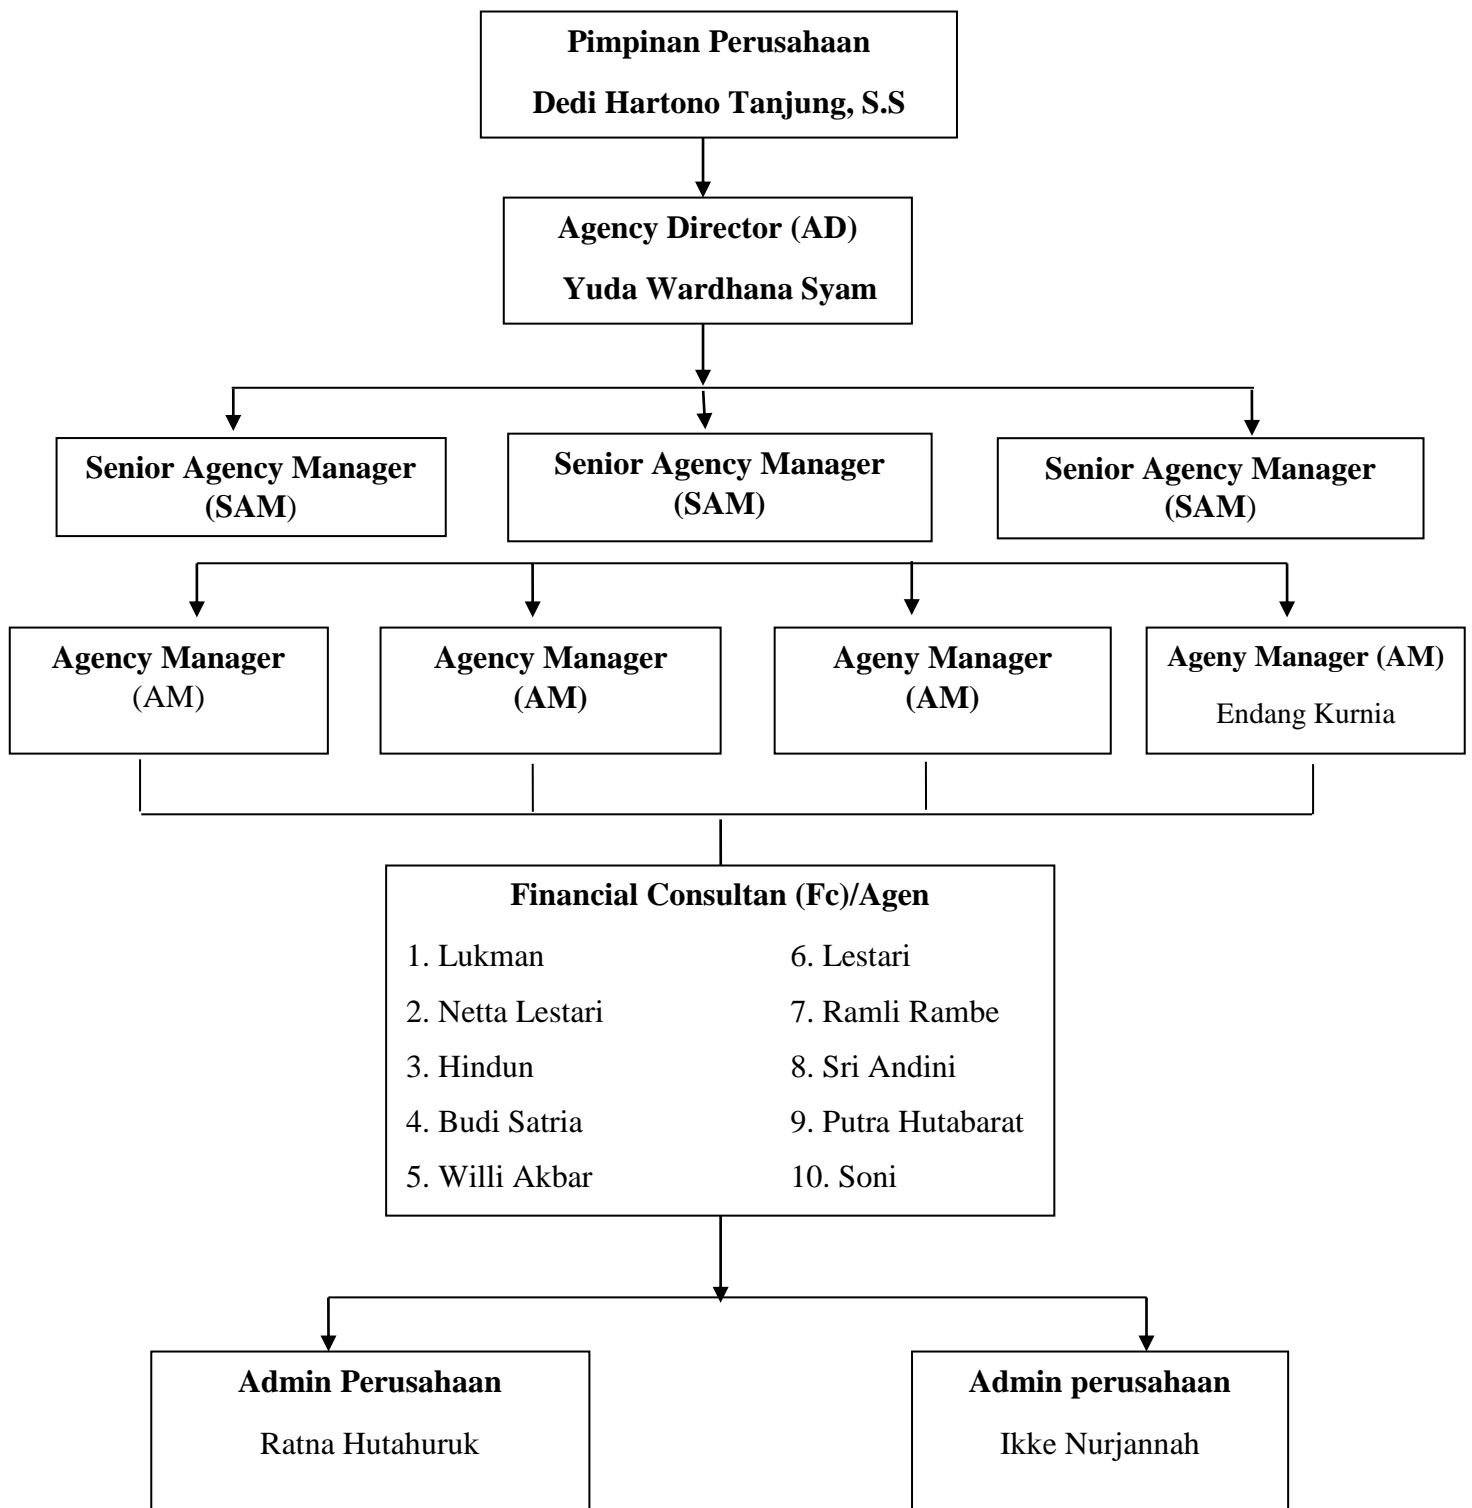 Pimpinan Perusahaan
Dedi Hartono Tanjung, S.S
Agency Director (AD)
Yuda Wardhana Syam
Senior Agency Manager
(SAM)
Senior Agency Manager
(SAM)
Senior Agency Manager
(SAM)
Agency Manager
(AM)
Agency Manager
(AM)
Ageny Manager
(AM)
Ageny Manager (AM)
Endang Kurnia
Financial Consultan (Fc)/Agen
1. Lukman
2. Netta Lestari
3. Hindun
4. Budi Satria
5. Willi Akbar
6. Lestari
7. Ramli Rambe
8. Sri Andini
9. Putra Hutabarat
10. Soni
Admin Perusahaan
Ratna Hutahuruk
Admin perusahaan
Ikke Nurjannah